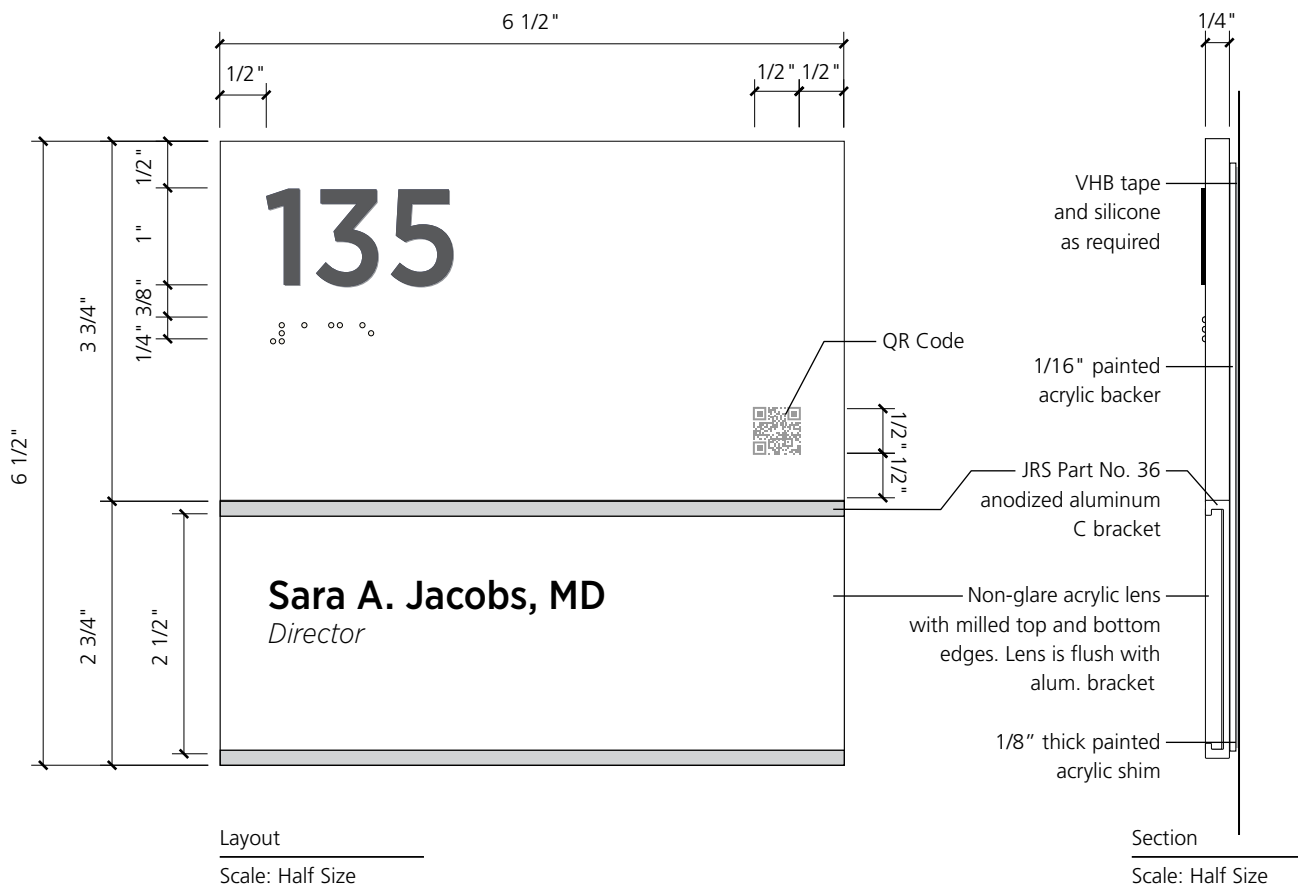 6 1/2"
1/4"
1/2"
1/2" 1/2"
1/2"
1"
3/8"
1/4"
3 3/4"
6 1/2"
2 3/4"
2 1/2"
135
⠼⠁⠉⠑
QR Code
1/2"
1/2"
Sara A. Jacobs, MD
Director
VHB tape
and silicone
as required
1/16" painted
acrylic backer
JRS Part No. 36
anodized aluminum
C bracket
Non-glare acrylic lens
with milled top and bottom
edges. Lens is flush with
alum. bracket
1/8” thick painted
acrylic shim
Layout
Scale: Half Size
Section
Scale: Half Size